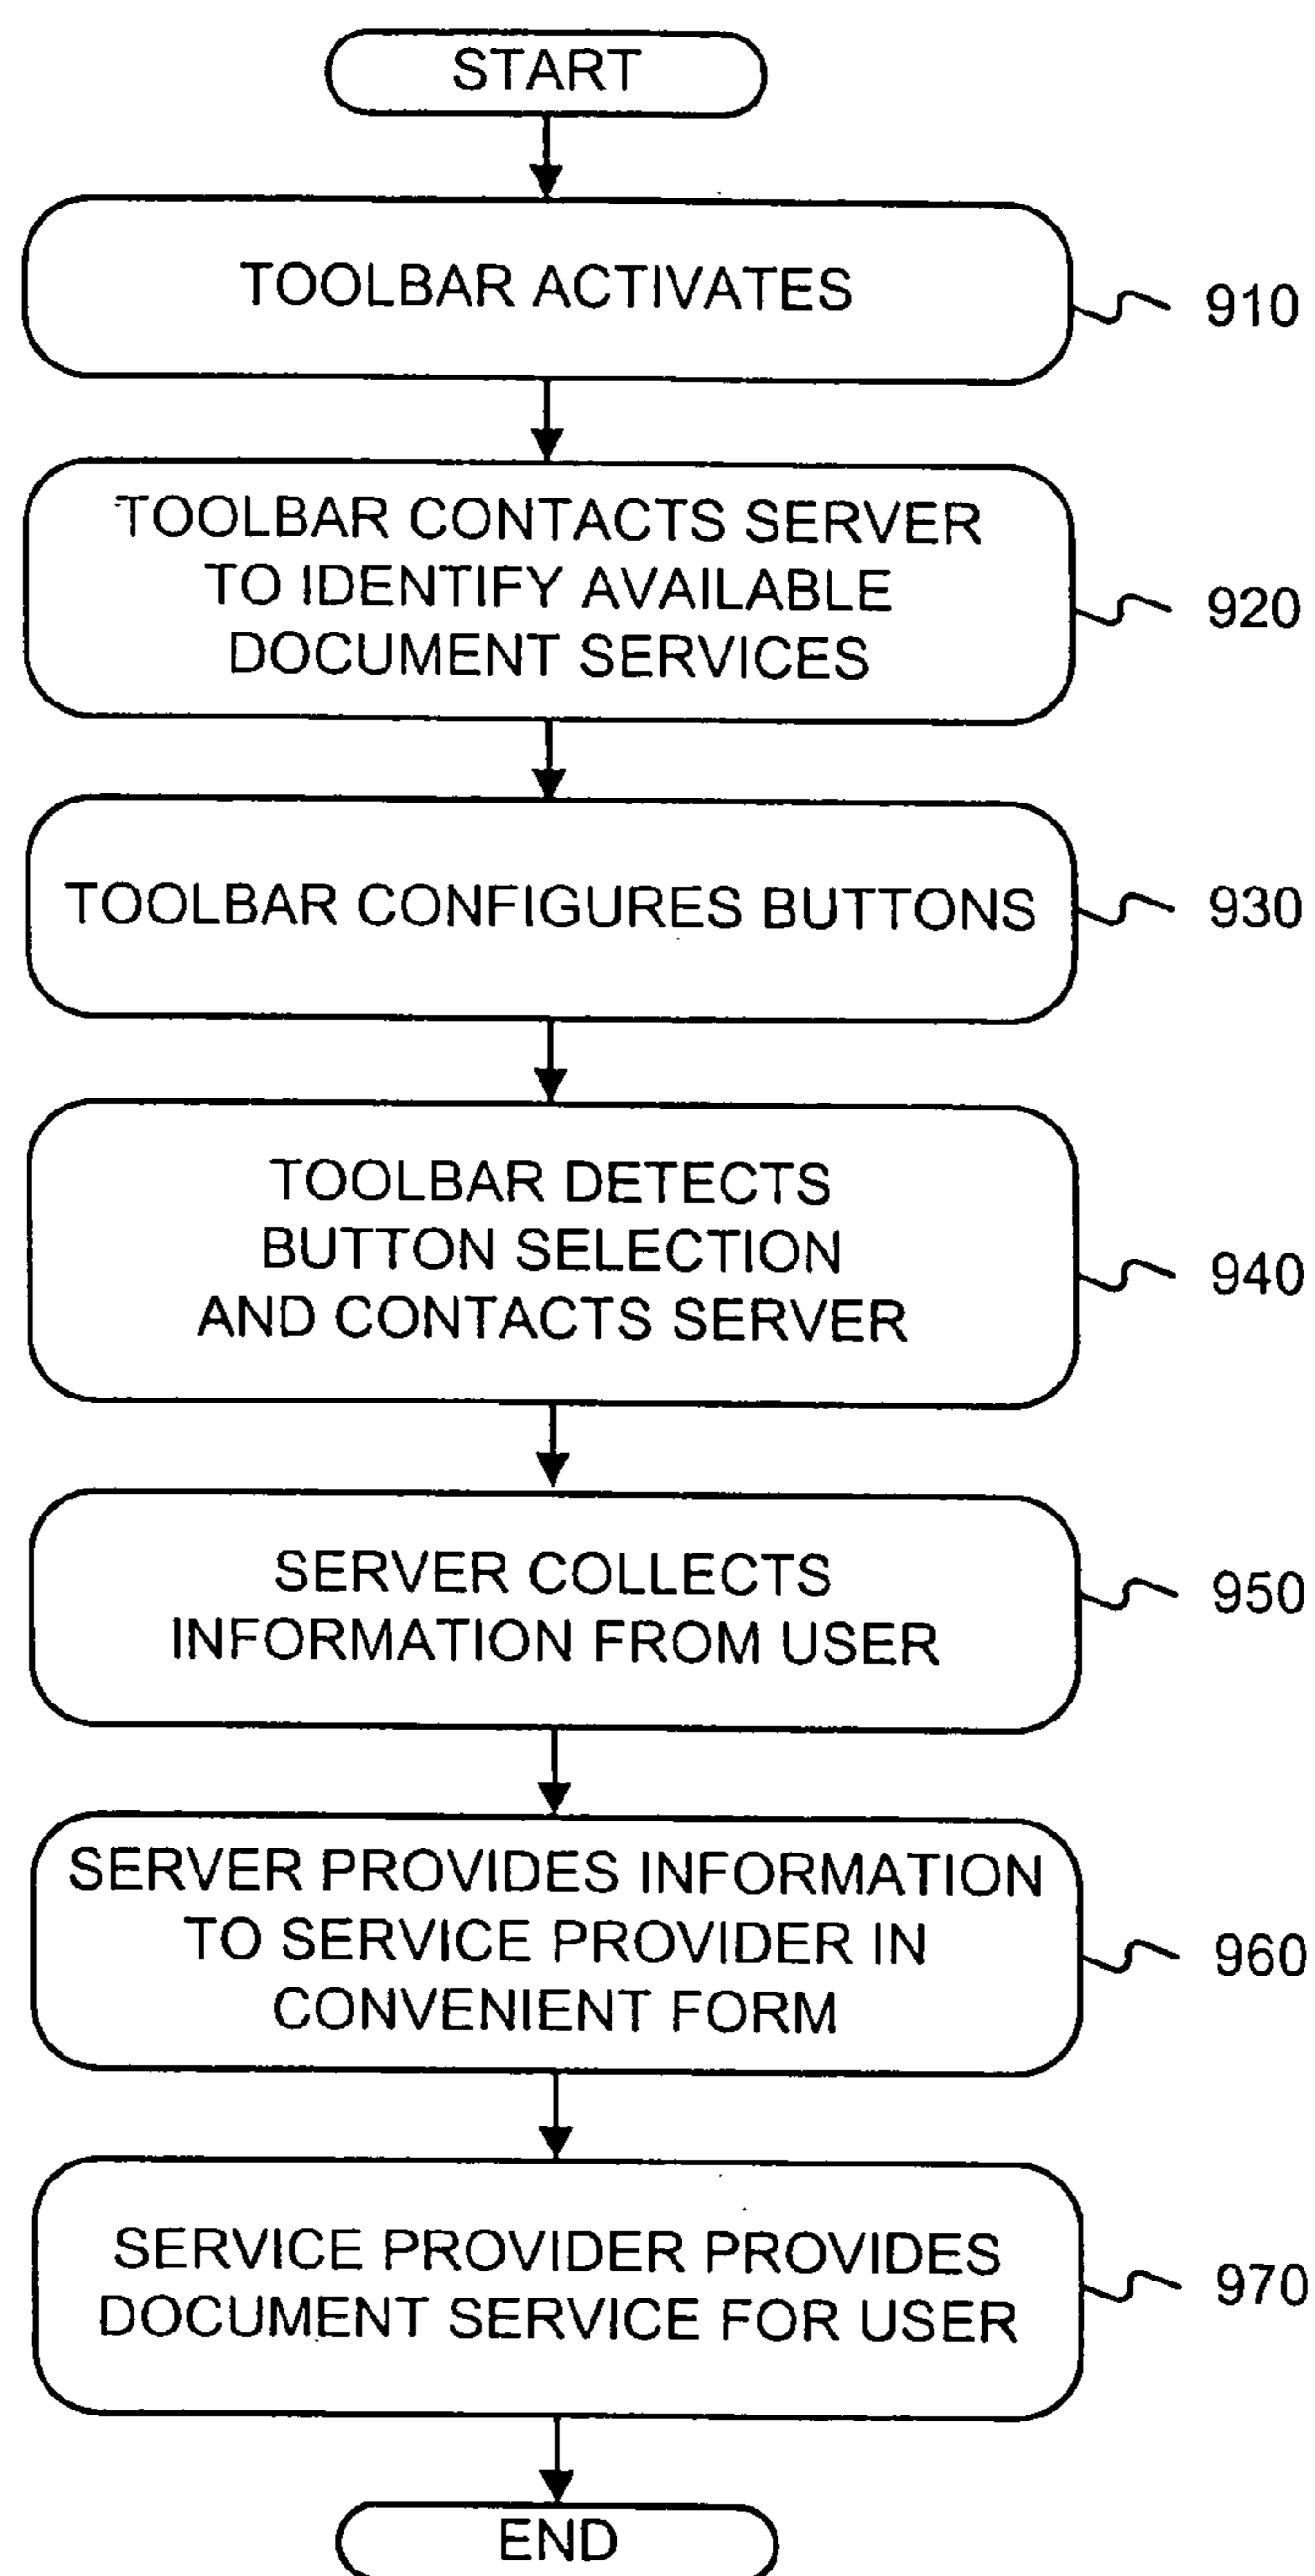 START
TOOLBAR ACTIVATES
910
TOOLBAR CONTACTS SERVER
TO IDENTIFY AVAILABLE
DOCUMENT SERVICES
920
TOOLBAR CONFIGURES BUTTONS
930
TOOLBAR DETECTS
BUTTON SELECTION
AND CONTACTS SERVER
940
SERVER COLLECTS
INFORMATION FROM USER
950
SERVER PROVIDES INFORMATION
TO SERVICE PROVIDER IN
CONVENIENT FORM
960
SERVICE PROVIDER PROVIDES
DOCUMENT SERVICE FOR USER
970
END